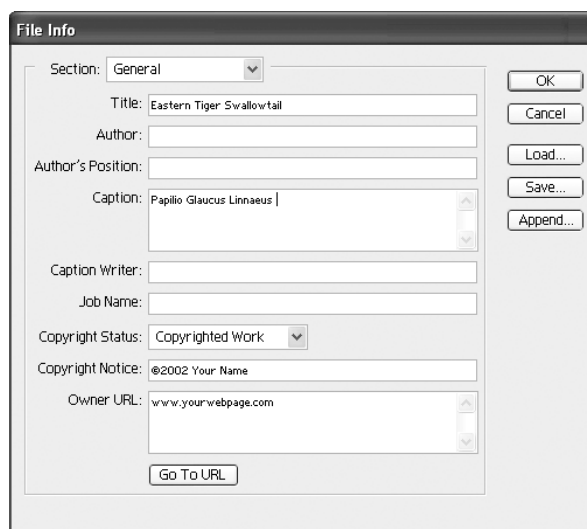 File Info
Section: General
OK
Title: Eastern Tiger Swallowtail
Cancel
Author:
Author's Position:
Load...
Caption: Papilio Glaucus Linnaeus
Save...
Append...
Caption Writer:
Job Name:
Copyright Status: Copyrighted Work
Copyright Notice: ©2002 Your Name
Owner URL: www.yourwebpage.com
Go To URL